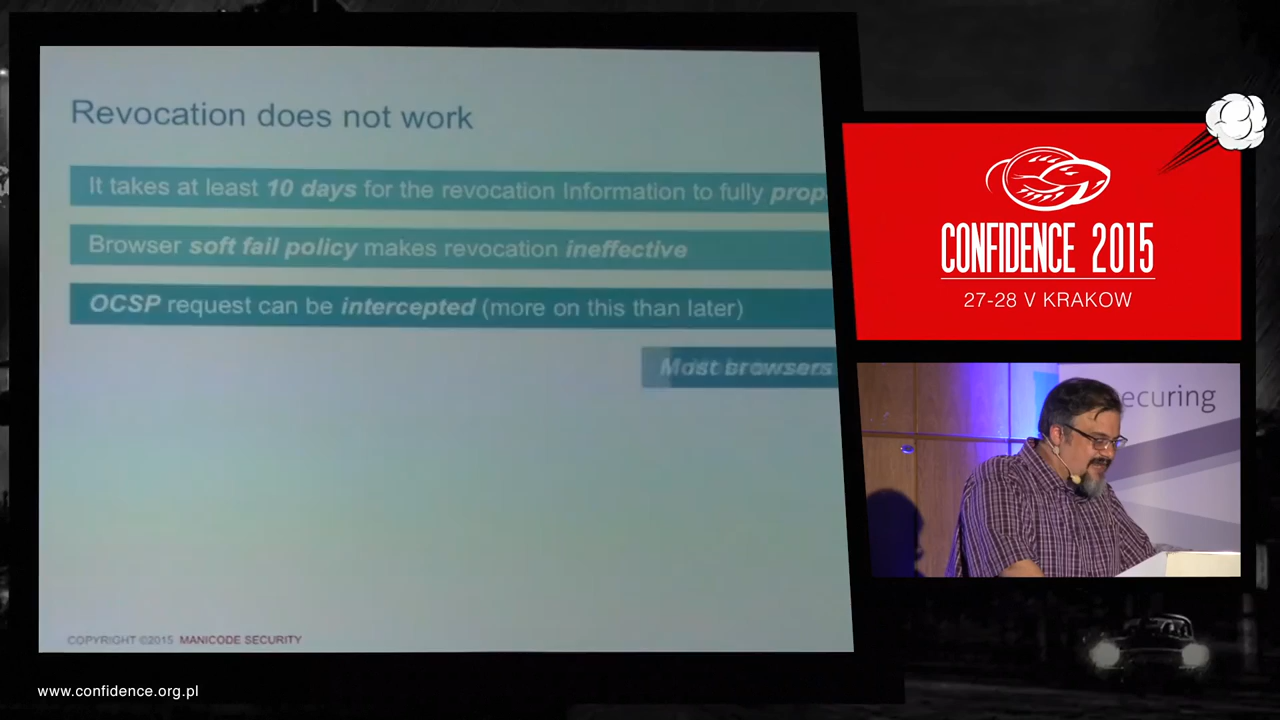 Revocation does not work
It takes at least 10 days for the revocation Information to fully prop
Browser soft fail policy makes revocation ineffective
OCSP request can be intercepted (more on this than later)
Most browsers
COPYRIGHT ©2015 MANICODE SECURITY
www.confidence.org.pl
CONFIDENCE 2015
27-28 V KRAKOW
ecuring